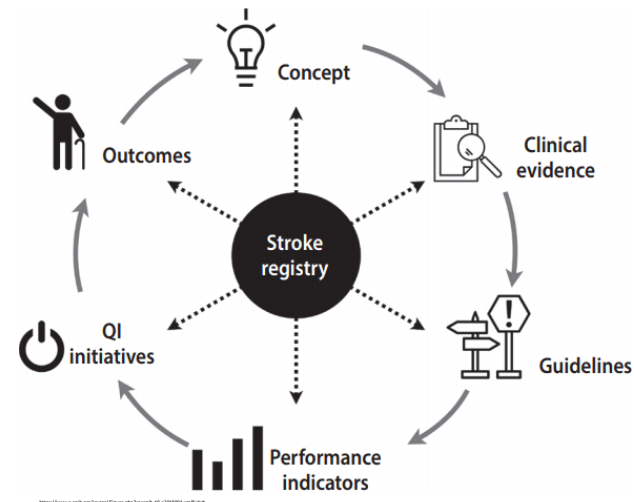 Concept
Clinical
evidence
Guidelines
Performance
indicators
QI
initiatives
Outcomes
Stroke
registry